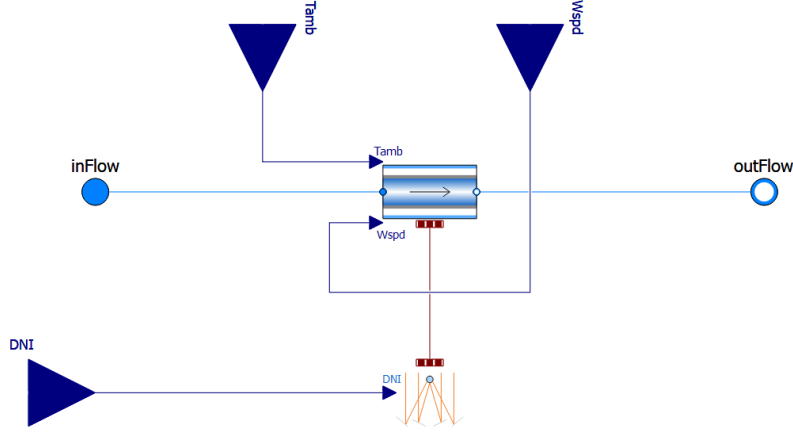 Tamb
Wspd
Tamb
inFlow
outFlow
Wspd
DNI
DNI